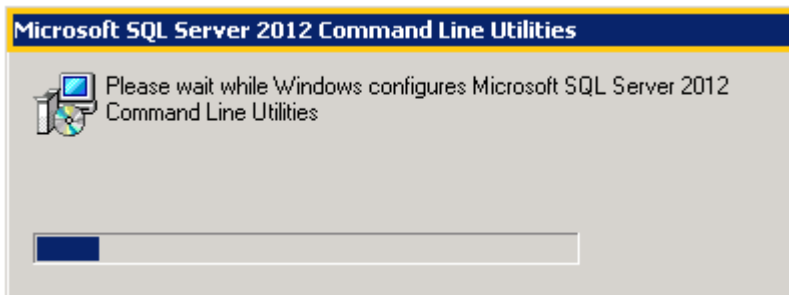 Microsoft SQL Server 2012 Command Line Utilities
Please wait while Windows configures Microsoft SQL Server 2012
Command Line Utilities